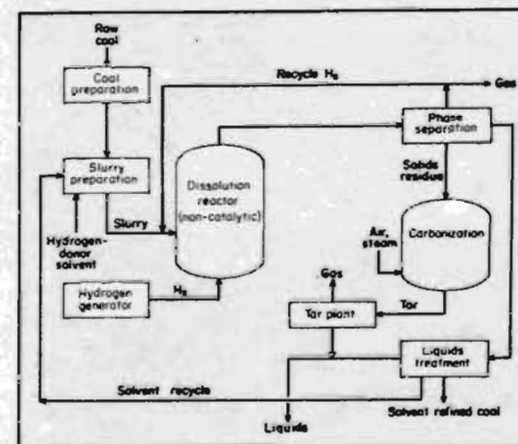 Raw
coal
Coal
preparation
Recycle H₂
Gas
Phase
separation
Slurry
preparation
Solids
residue
Dissolution
reactor
(non-catalytic)
Slurry
Carbonization
Air,
steam
Hydrogen-
donor
solvent
Gas
Hydrogen
generator
H₂
Tar
Tar plant
Liquids
treatment
Solvent recycle
Solvent refined coal
Liquids